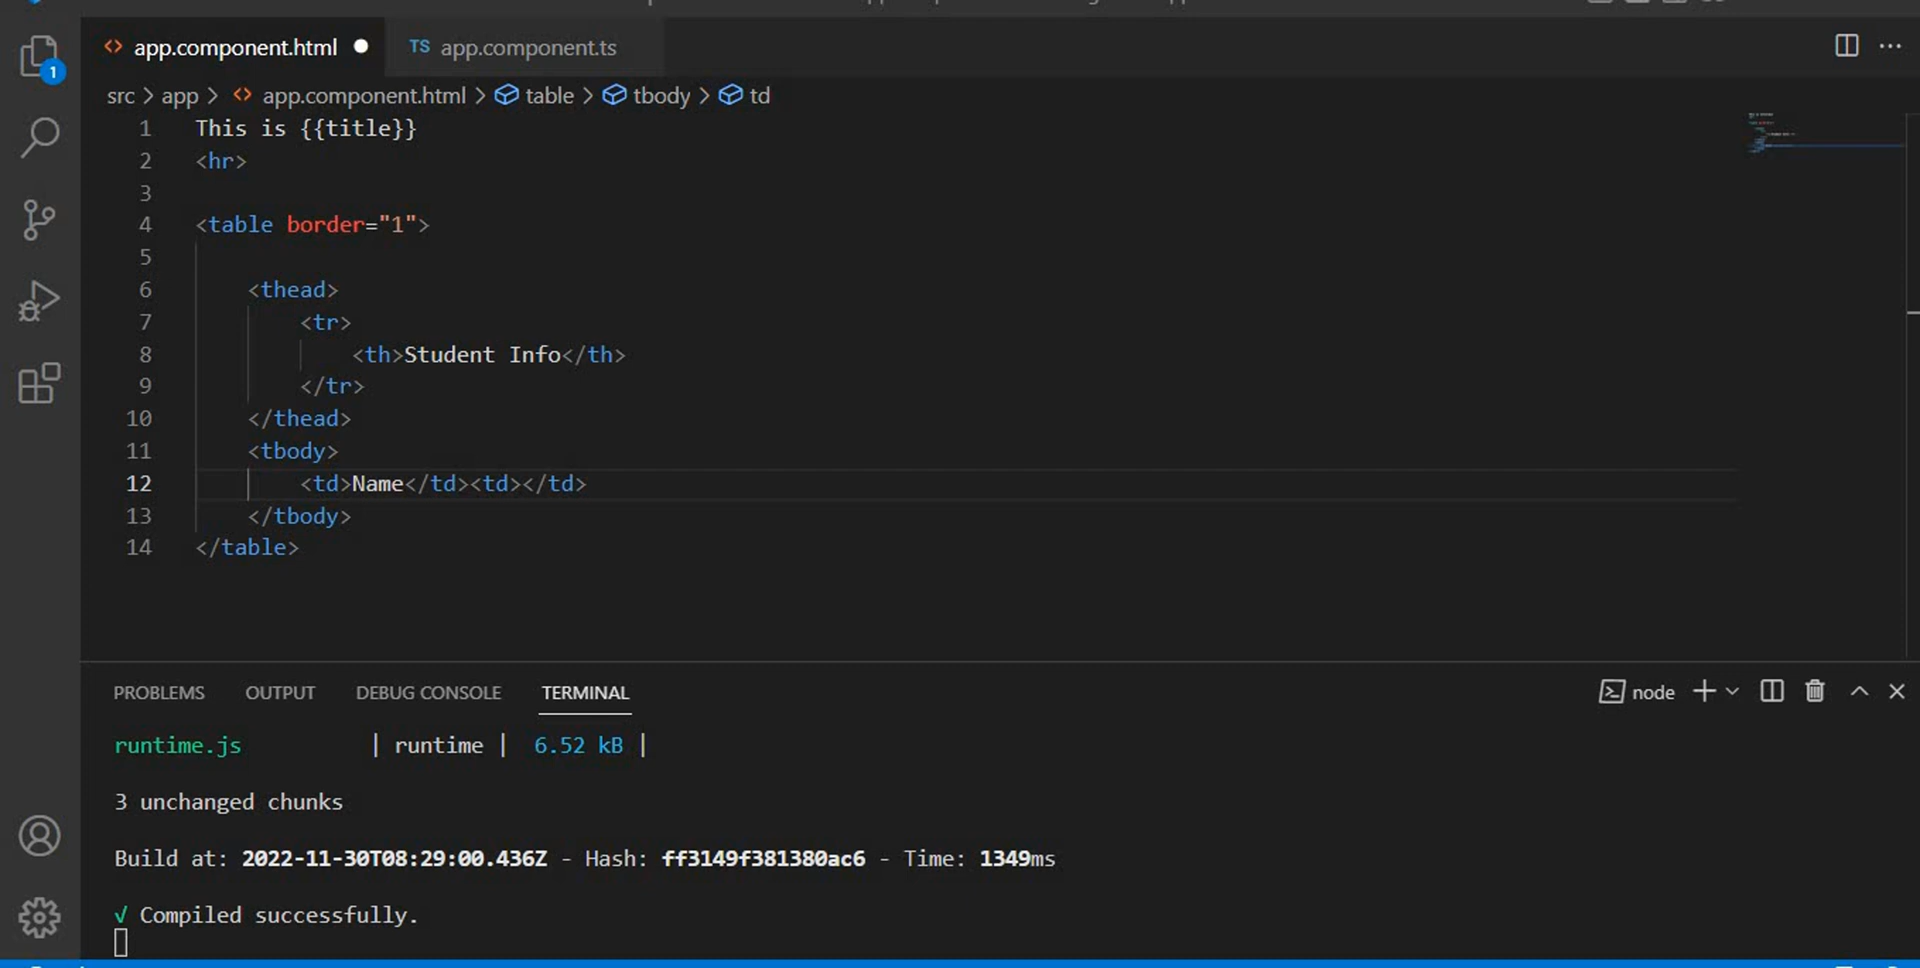 app.component.html
TS app.component.ts
src > app > app.component.html > table > tbody > td
1 This is {{title}}
2 <hr>
3
4 <table border="1">
5
6 <thead>
7 <tr>
8 <th>Student Info</th>
9 </tr>
10 </thead>
11 <tbody>
12 <td>Name</td><td></td>
13 </tbody>
14 </table>
1
PROBLEMS OUTPUT DEBUG CONSOLE TERMINAL node
runtime.js | runtime | 6.52 kB |
3 unchanged chunks
Build at: 2022-11-30T08:29:00.436Z - Hash: ff3149f381380ac6 - Time: 1349ms
√ Compiled successfully.